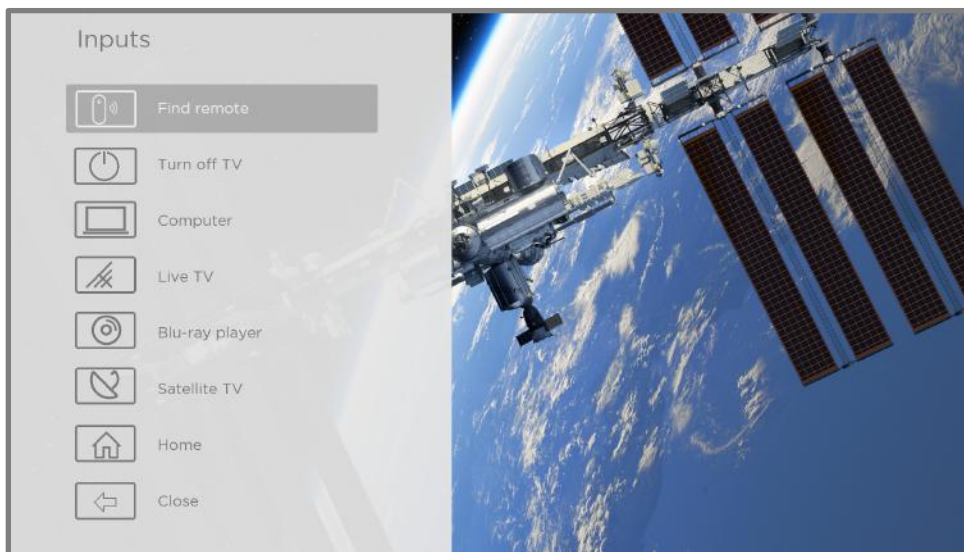 Inputs
Find remote
Turn off TV
Computer
Live TV
Blu-ray player
Satellite TV
Home
Close